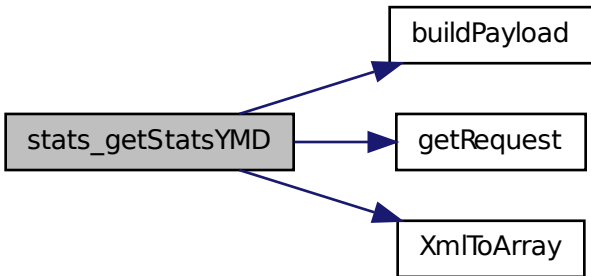 buildPayload
stats_getStatsYMD
getRequest
XmlToArray